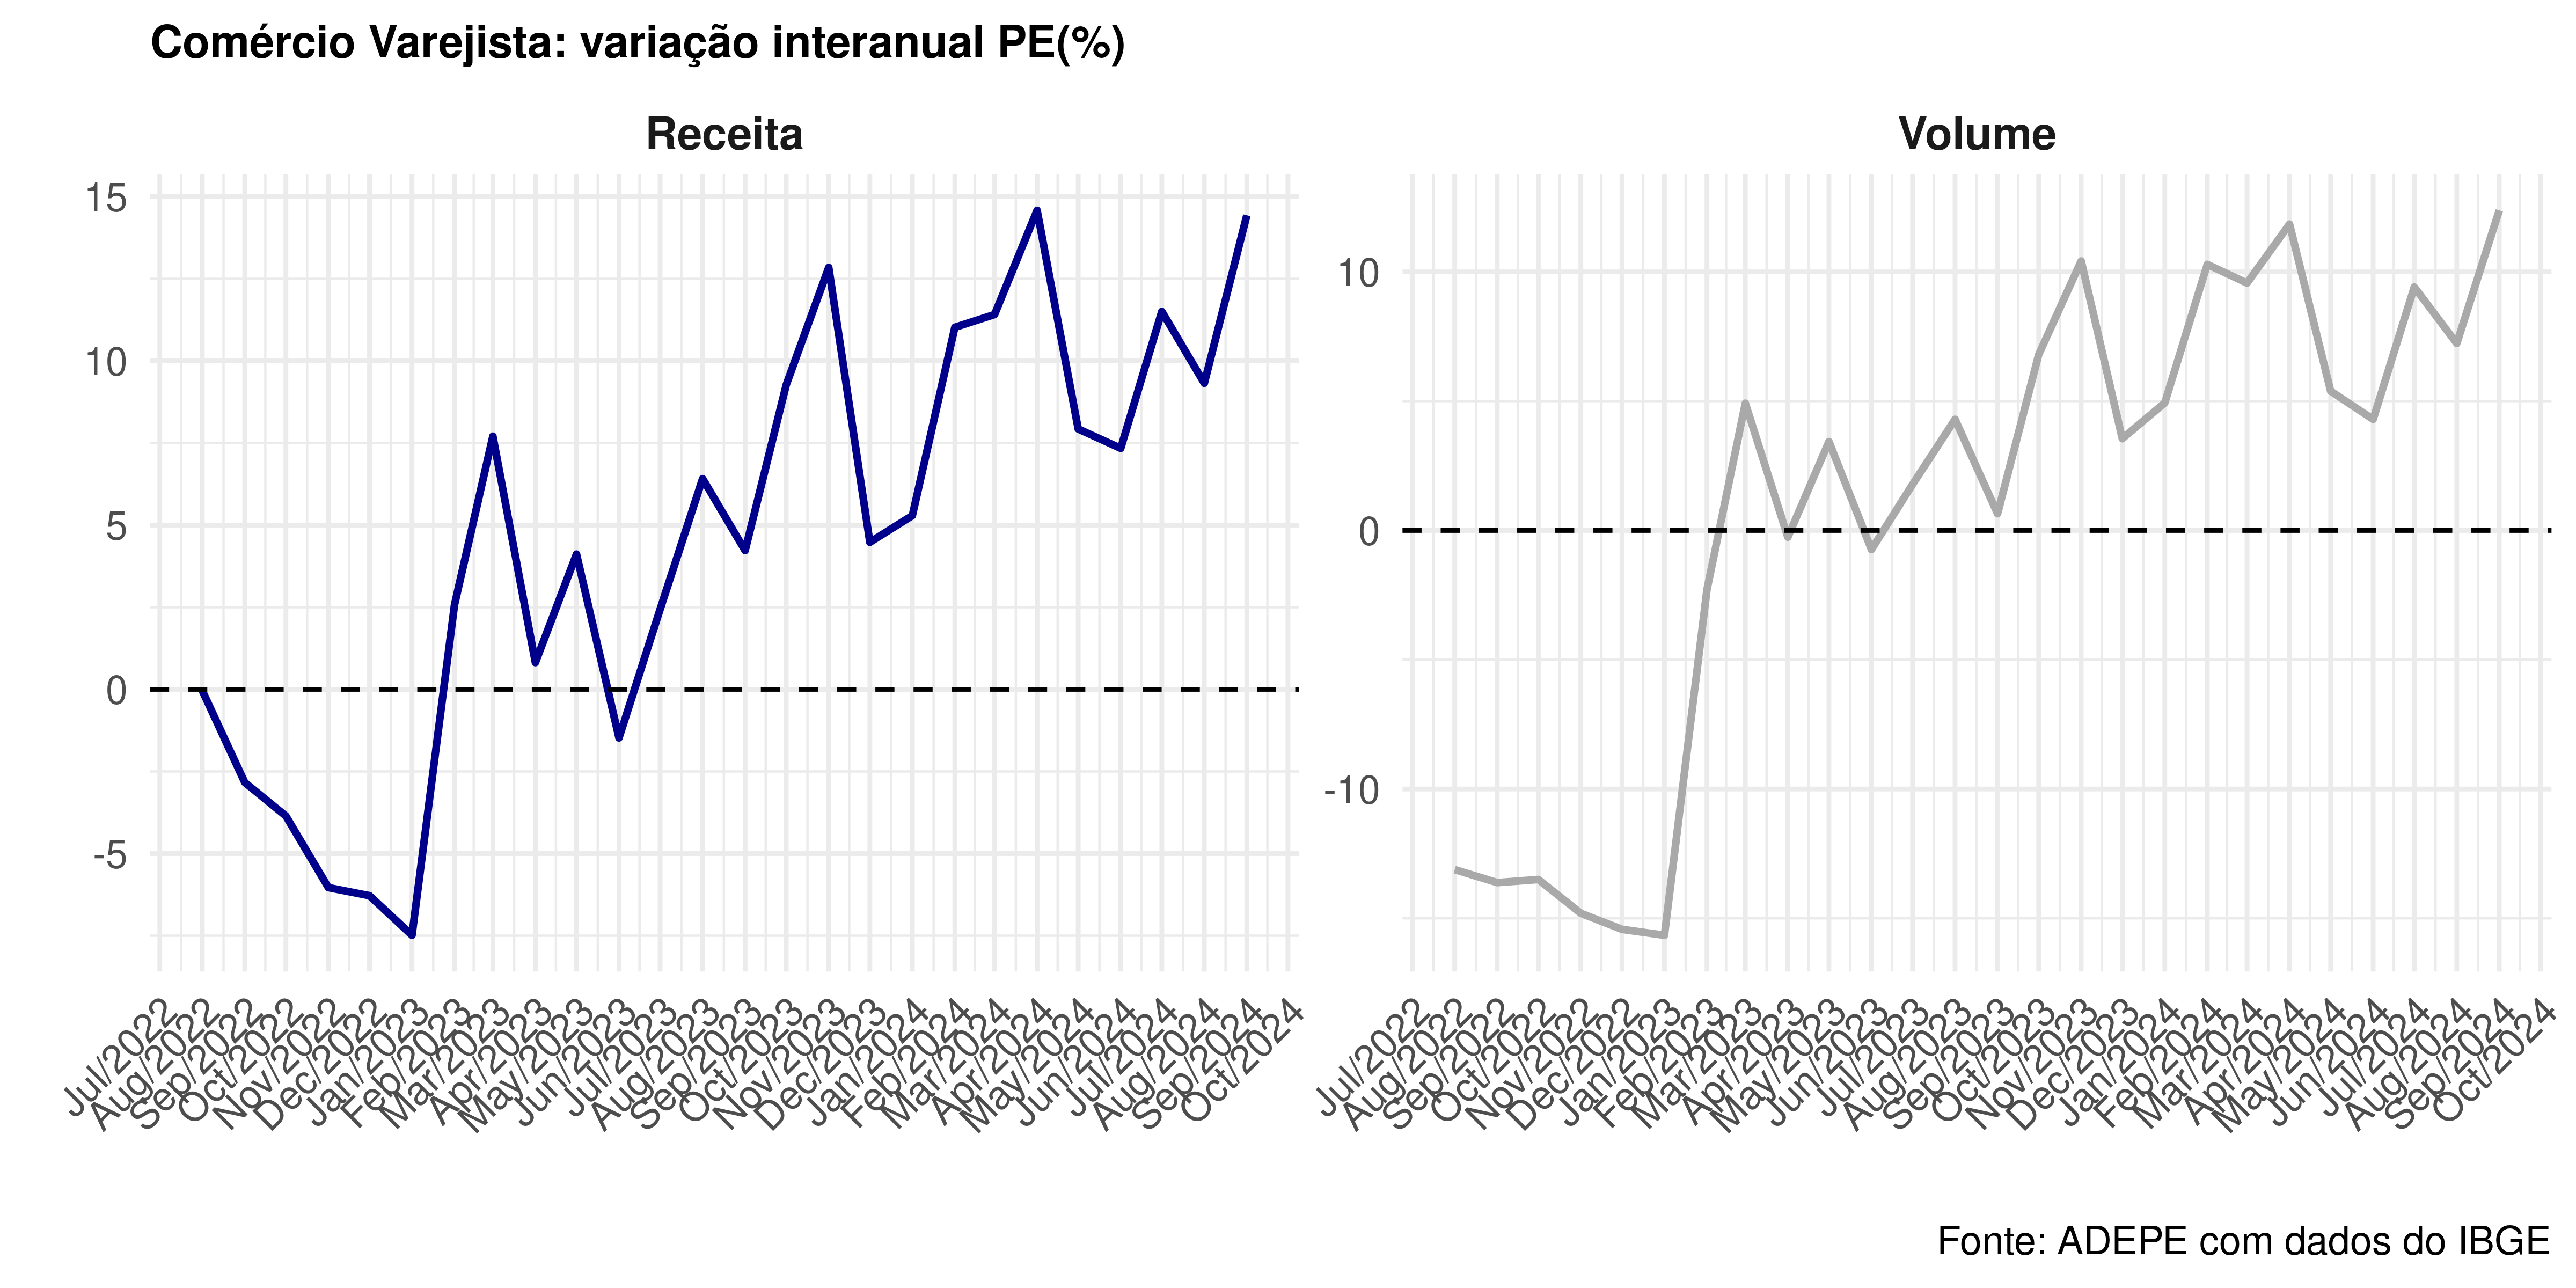 Comércio Varejista: variação interanual PE(%)
Receita
Volume
15
10
5
0
-5
10
0
-10
Jul/2022
Aug/2022
Sep/2022
Oct/2022
Nov/2022
Dec/2022
Jan/2023
Feb/2023
Mar/2023
Apr/2023
May/2023
Jun/2023
Jul/2023
Aug/2023
Sep/2023
Oct/2023
Nov/2023
Dec/2023
Jan/2024
Feb/2024
Mar/2024
Apr/2024
May/2024
Jun/2024
Jul/2024
Aug/2024
Sep/2024
Oct/2024
Jul/2022
Aug/2022
Sep/2022
Oct/2022
Nov/2022
Dec/2022
Jan/2023
Feb/2023
Mar/2023
Apr/2023
May/2023
Jun/2023
Jul/2023
Aug/2023
Sep/2023
Oct/2023
Nov/2023
Dec/2023
Jan/2024
Feb/2024
Mar/2024
Apr/2024
May/2024
Jun/2024
Jul/2024
Aug/2024
Sep/2024
Oct/2024
Fonte: ADEPE com dados do IBGE